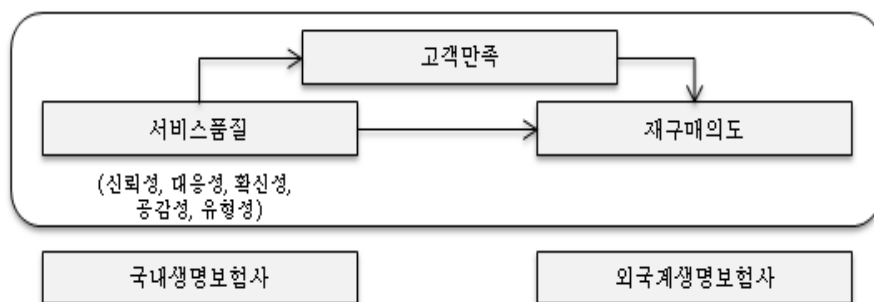 고객만족
서비스품질
재구매의도
(신뢰성, 대응성, 확신성,
공감성, 유형성)
국내생명보험사
외국계생명보험사